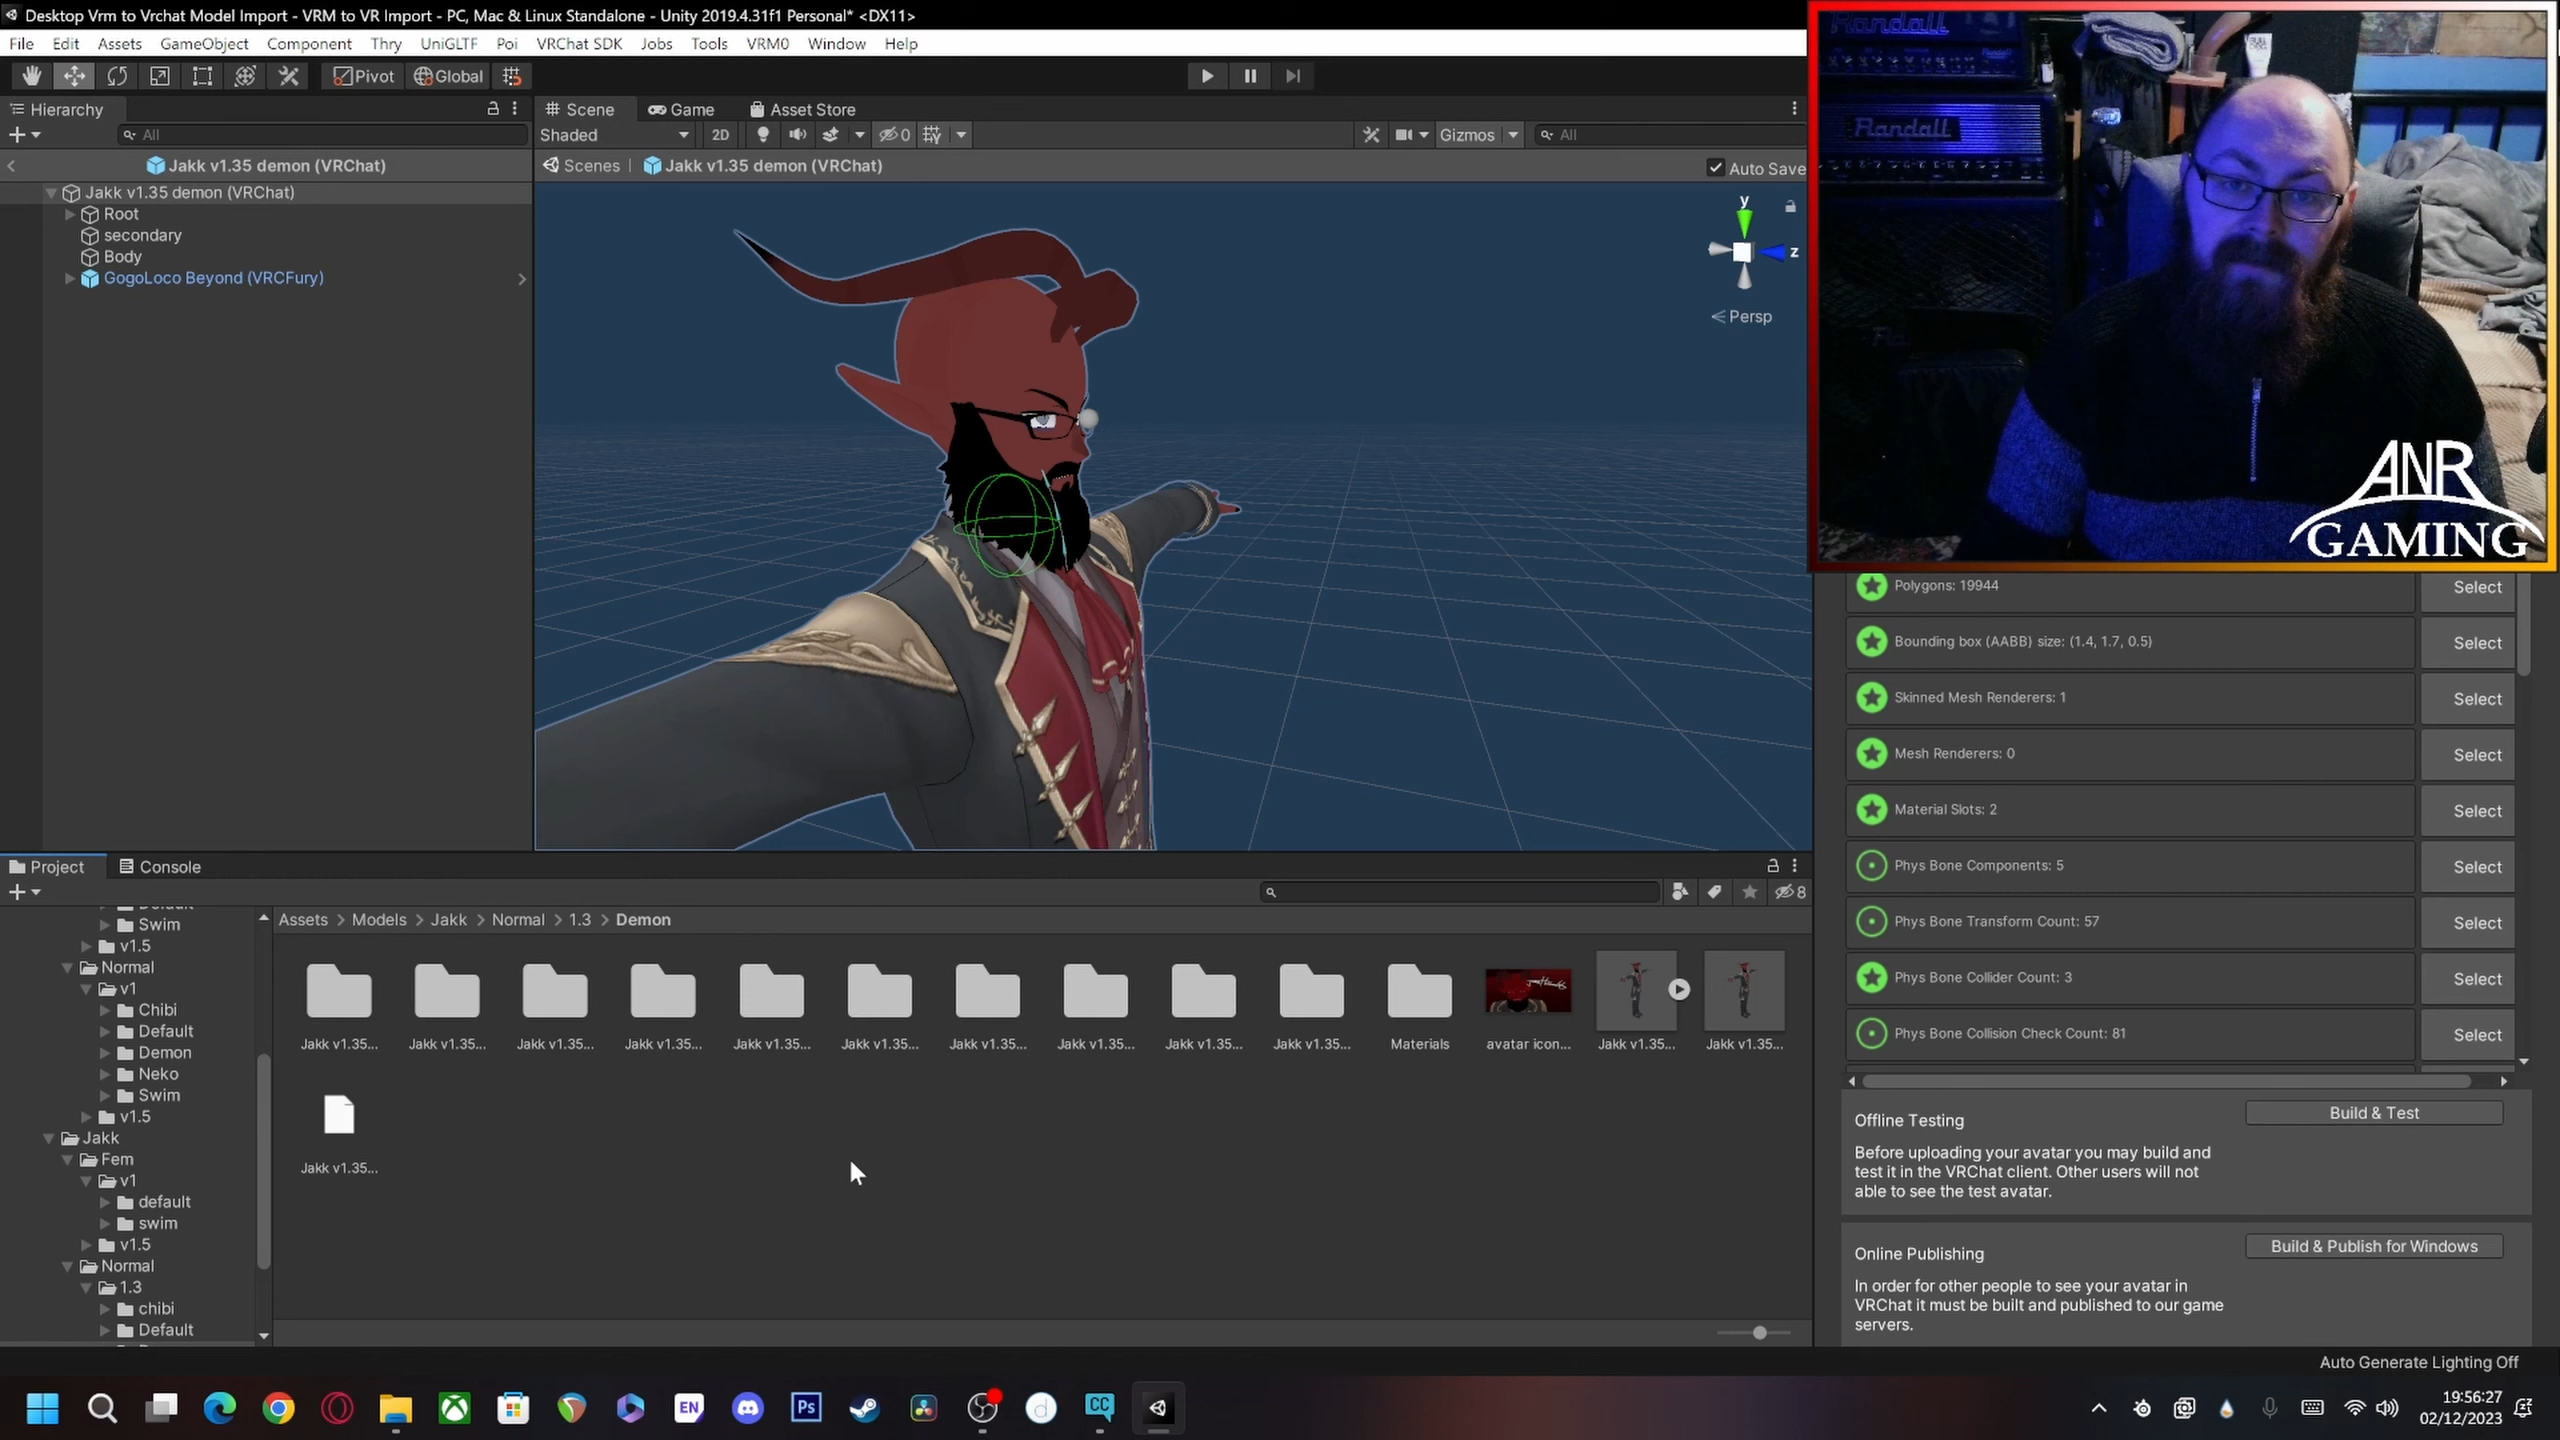 Desktop Vrm to Vrchat Model Import - VRM to VR Import - PC, Mac & Linux Standalone - Unity 2019.4.31f1 Personal* <DX11>
File Edit Assets GameObject Component Thry UniGLTF Poi VRChat SDK Jobs Tools VRM0 Window Help
Pivot Global
Hierarchy
All
Jakk v1.35 demon (VRChat)
Jakk v1.35 demon (VRChat)
Root
secondary
Body
GogoLoco Beyond (VRCFury)
Scene Game Asset Store
Shaded 2D 0 Gizmos All
Scenes Jakk v1.35 demon (VRChat) Auto Save
y
z
Persp
Randall
Randall
Randall
ANR
GAMING
Polygons: 19944 Select
Bounding box (AABB) size: (1.4, 1.7, 0.5) Select
Skinned Mesh Renderers: 1 Select
Mesh Renderers: 0 Select
Material Slots: 2 Select
Phys Bone Components: 5 Select
Phys Bone Transform Count: 57 Select
Phys Bone Collider Count: 3 Select
Phys Bone Collision Check Count: 81 Select
Offline Testing Build & Test
Before uploading your avatar you may build and
test it in the VRChat client. Other users will not
able to see the test avatar.
Online Publishing Build & Publish for Windows
In order for other people to see your avatar in
VRChat it must be built and published to our game
servers.
Auto Generate Lighting Off
Project Console
8
Swim
v1.5
Normal
v1
Chibi
Default
Demon
Neko
Swim
v1.5
Jakk
Fem
v1
default
swim
v1.5
Normal
1.3
chibi
Default
Assets > Models > Jakk > Normal > 1.3 > Demon
Jakk v1.35... Jakk v1.35... Jakk v1.35... Jakk v1.35... Jakk v1.35... Jakk v1.35... Jakk v1.35... Jakk v1.35... Jakk v1.35... Jakk v1.35... Materials avatar icon... Jakk v1.35... Jakk v1.35...
Jakk v1.35...
EN Ps CC
19:56:27
02/12/2023